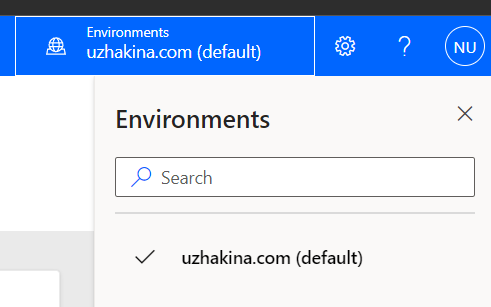 Environments
uzhakina.com (default)
?
NU
Environments
Search
uzhakina.com (default)